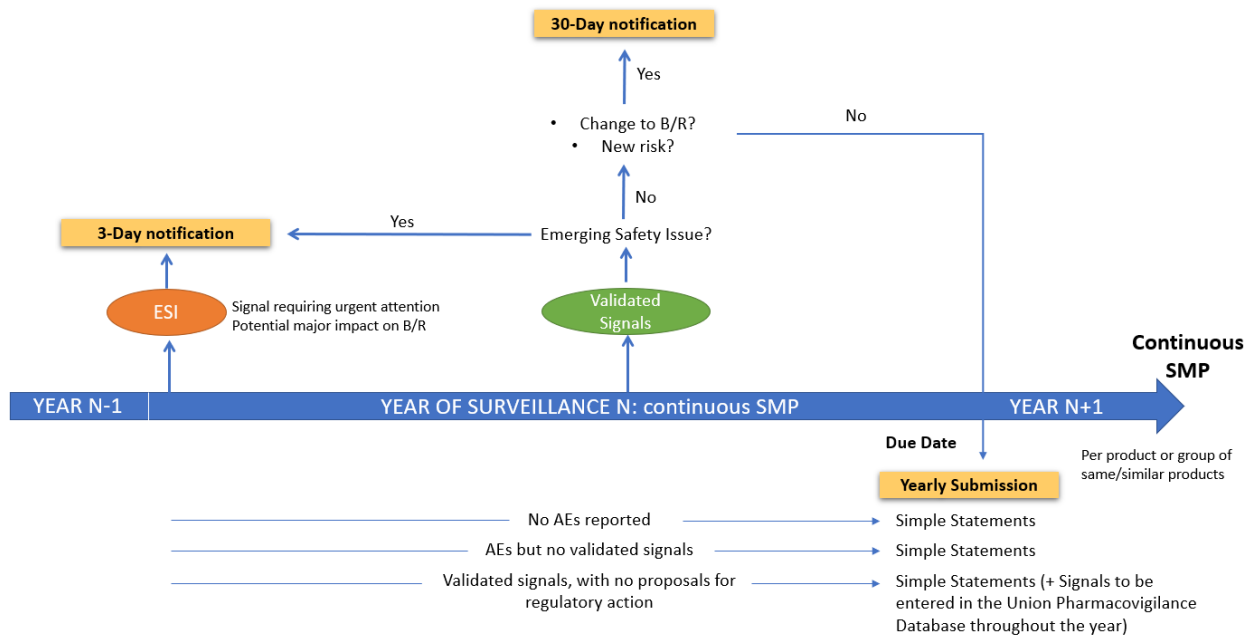 30-Day notification
Yes
• Change to B/R?
• New risk?
No
No
Yes
3-Day notification
Emerging Safety Issue?
ESI
Signal requiring urgent attention
Potential major impact on B/R
Validated
Signals
Continuous
SMP
YEAR N-1
YEAR OF SURVEILLANCE N: continuous SMP
YEAR N+1
Due Date
Per product or group of
same/similar products
Yearly Submission
No AEs reported
Simple Statements
AEs but no validated signals
Simple Statements
Validated signals, with no proposals for
regulatory action
Simple Statements (+ Signals to be
entered in the Union Pharmacovigilance
Database throughout the year)